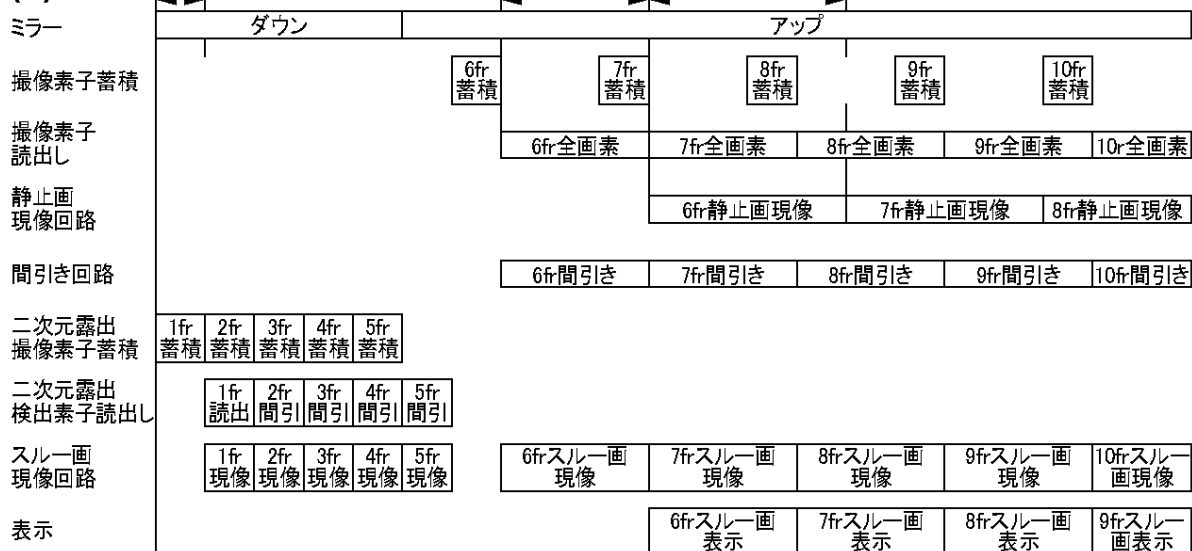 ミラー ダウン アップ
撮像素子蓄積 6fr 蓄積 7fr 蓄積 8fr 蓄積 9fr 蓄積 10fr 蓄積
撮像素子
読出し 6fr全画素 7fr全画素 8fr全画素 9fr全画素 10r全画素
静止画
現像回路 6fr静止画現像 7fr静止画現像 8fr静止画現像
間引き回路 6fr間引き 7fr間引き 8fr間引き 9fr間引き 10fr間引き
二次元露出 1fr 2fr 3fr 4fr 5fr
撮像素子蓄積 蓄積 蓄積 蓄積 蓄積 蓄積
二次元露出 1fr 2fr 3fr 4fr 5fr
検出素子読出し 読出 間引 間引 間引 間引
スルー画 1fr 2fr 3fr 4fr 5fr 6frスルー画 7frスルー画 8frスルー画 9frスルー画 10frスルー
現像回路 現像 現像 現像 現像 現像 現像 現像 現像 現像 画現像
表示 6frスルー画 表示 7frスルー画 表示 8frスルー画 表示 9frスルー 画表示